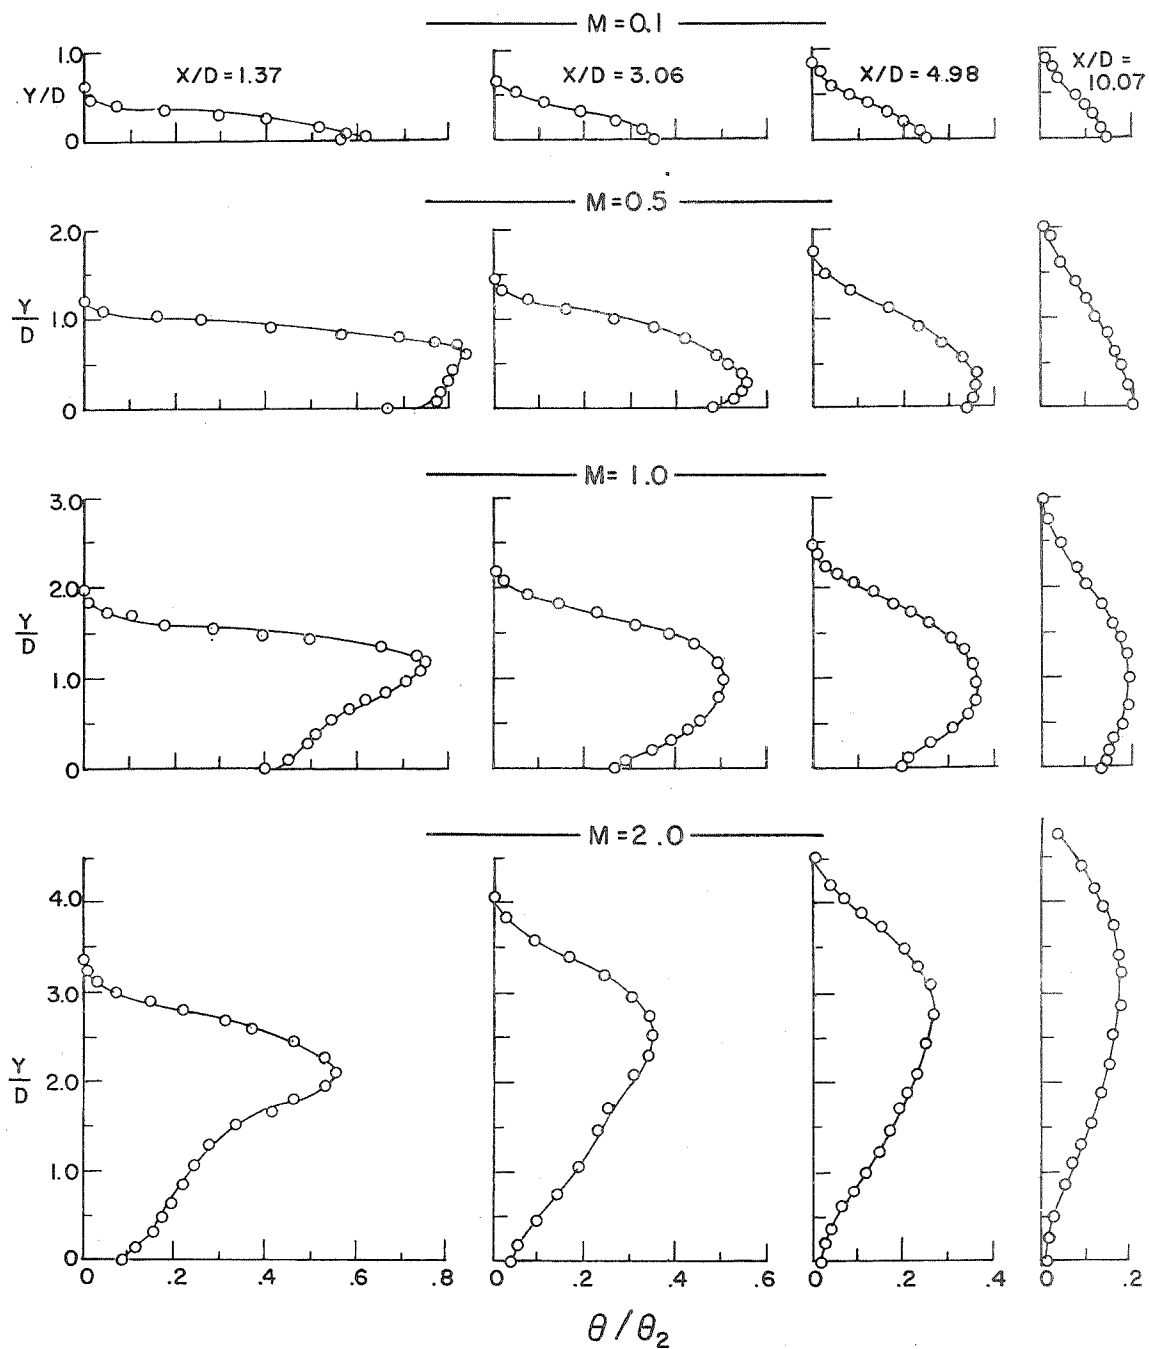 M=0.1
1.0
Y/D
0
X/D=1.37
X/D=3.06
X/D=4.98
X/D=
10.07
M=0.5
2.0
Y
D
1.0
0
M=1.0
3.0
2.0
Y
D
1.0
0
M=2.0
4.0
3.0
Y
D
2.0
1.0
0
0 .2 .4 .6 .8
0 .2 .4 .6
0 .2 .4
0 .2
θ/θ2